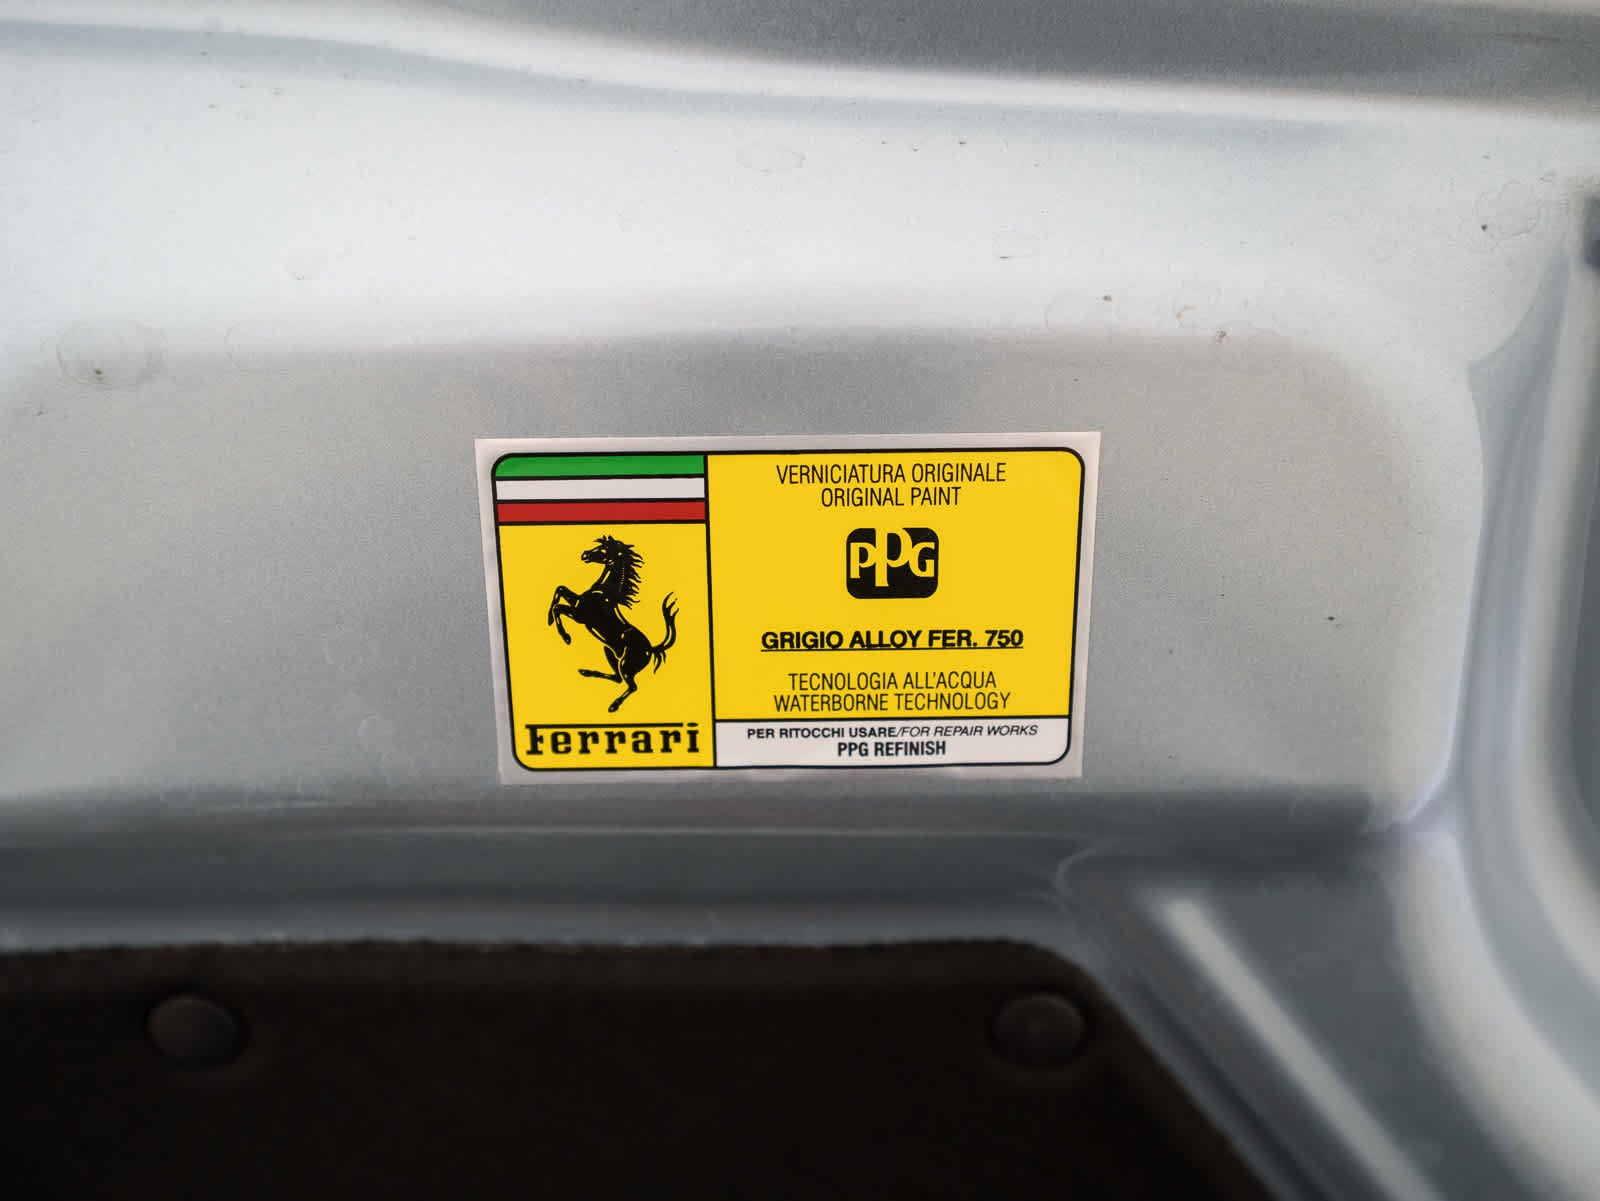 VERNICIATURA ORIGINALE
ORIGINAL PAINT
PPG
GRIGIO ALLOY FER. 750
TECNOLOGIA ALL'ACQUA
WATERBORNE TECHNOLOGY
PER RITOCCHI USARE/FOR REPAIR WORKS
PPG REFINISH
Ferrari